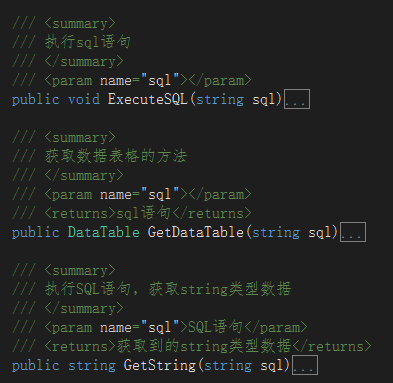 /// <summary>
/// 执行sql语句
/// </summary>
/// <param name="sql"></param>
public void ExecuteSQL(string sql)...
/// <summary>
/// 获取数据表格的方法
/// </summary>
/// <param name="sql"></param>
/// <returns>sql语句</returns>
public DataTable GetDataTable(string sql)...
/// <summary>
/// 执行SQL语句, 获取string类型数据
/// </summary>
/// <param name="sql">SQL语句</param>
/// <returns>获取到的string类型数据</returns>
public string GetString(string sql)...